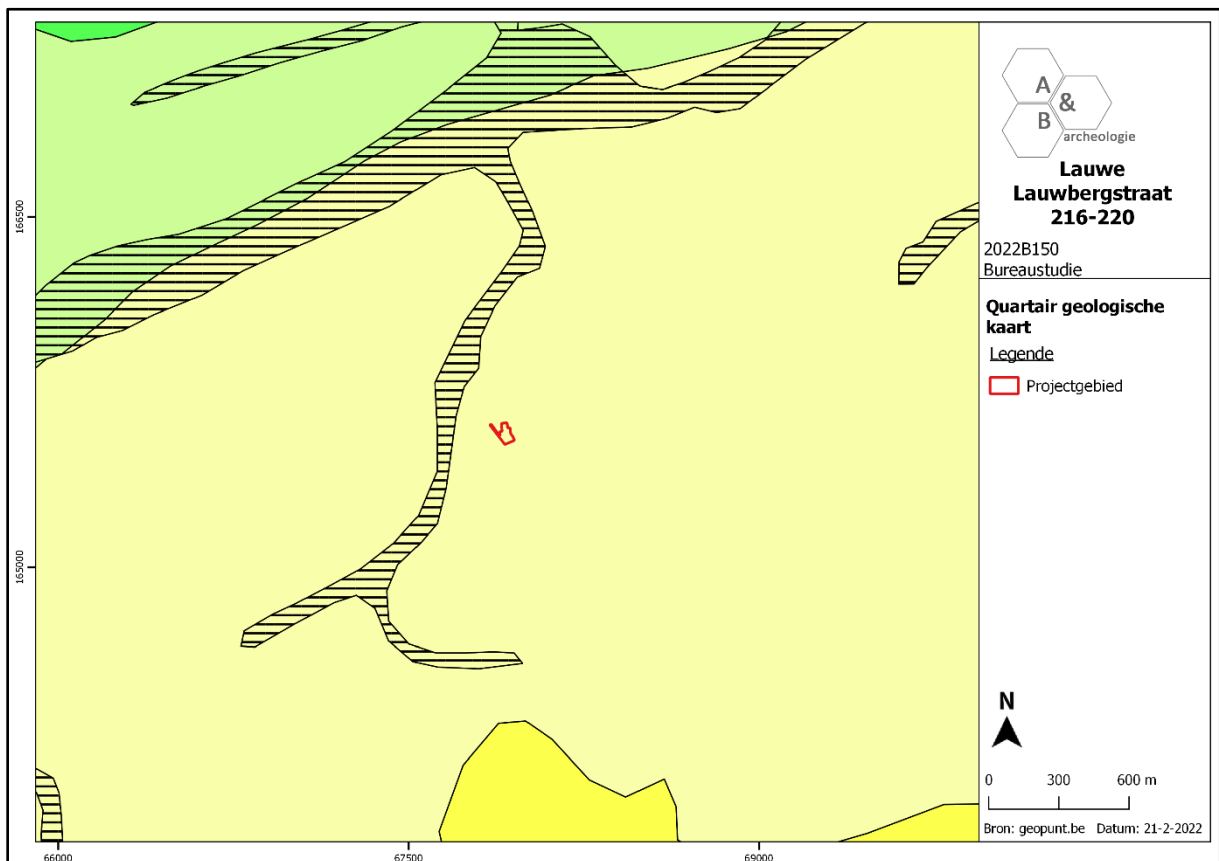 A
&
B
archeologie
Lauwe
Lauwbergstraat
216-220
2022B150
Bureaustudie
Quartair geologische
kaart
Legende
Projectgebied
N
0 300 600 m
Bron: geopunt.be Datum: 21-2-2022
166500
165000
66000 67500 69000